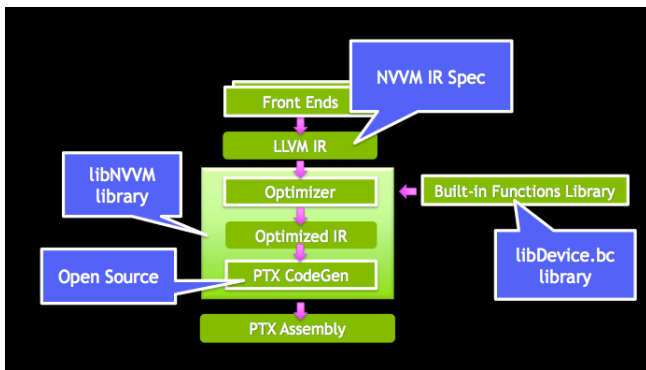 NVVM IR Spec
Front Ends
LLVM IR
libNVVM
library
Optimizer
Built-in Functions Library
Optimized IR
libDevice.bc
library
Open Source
PTX CodeGen
PTX Assembly